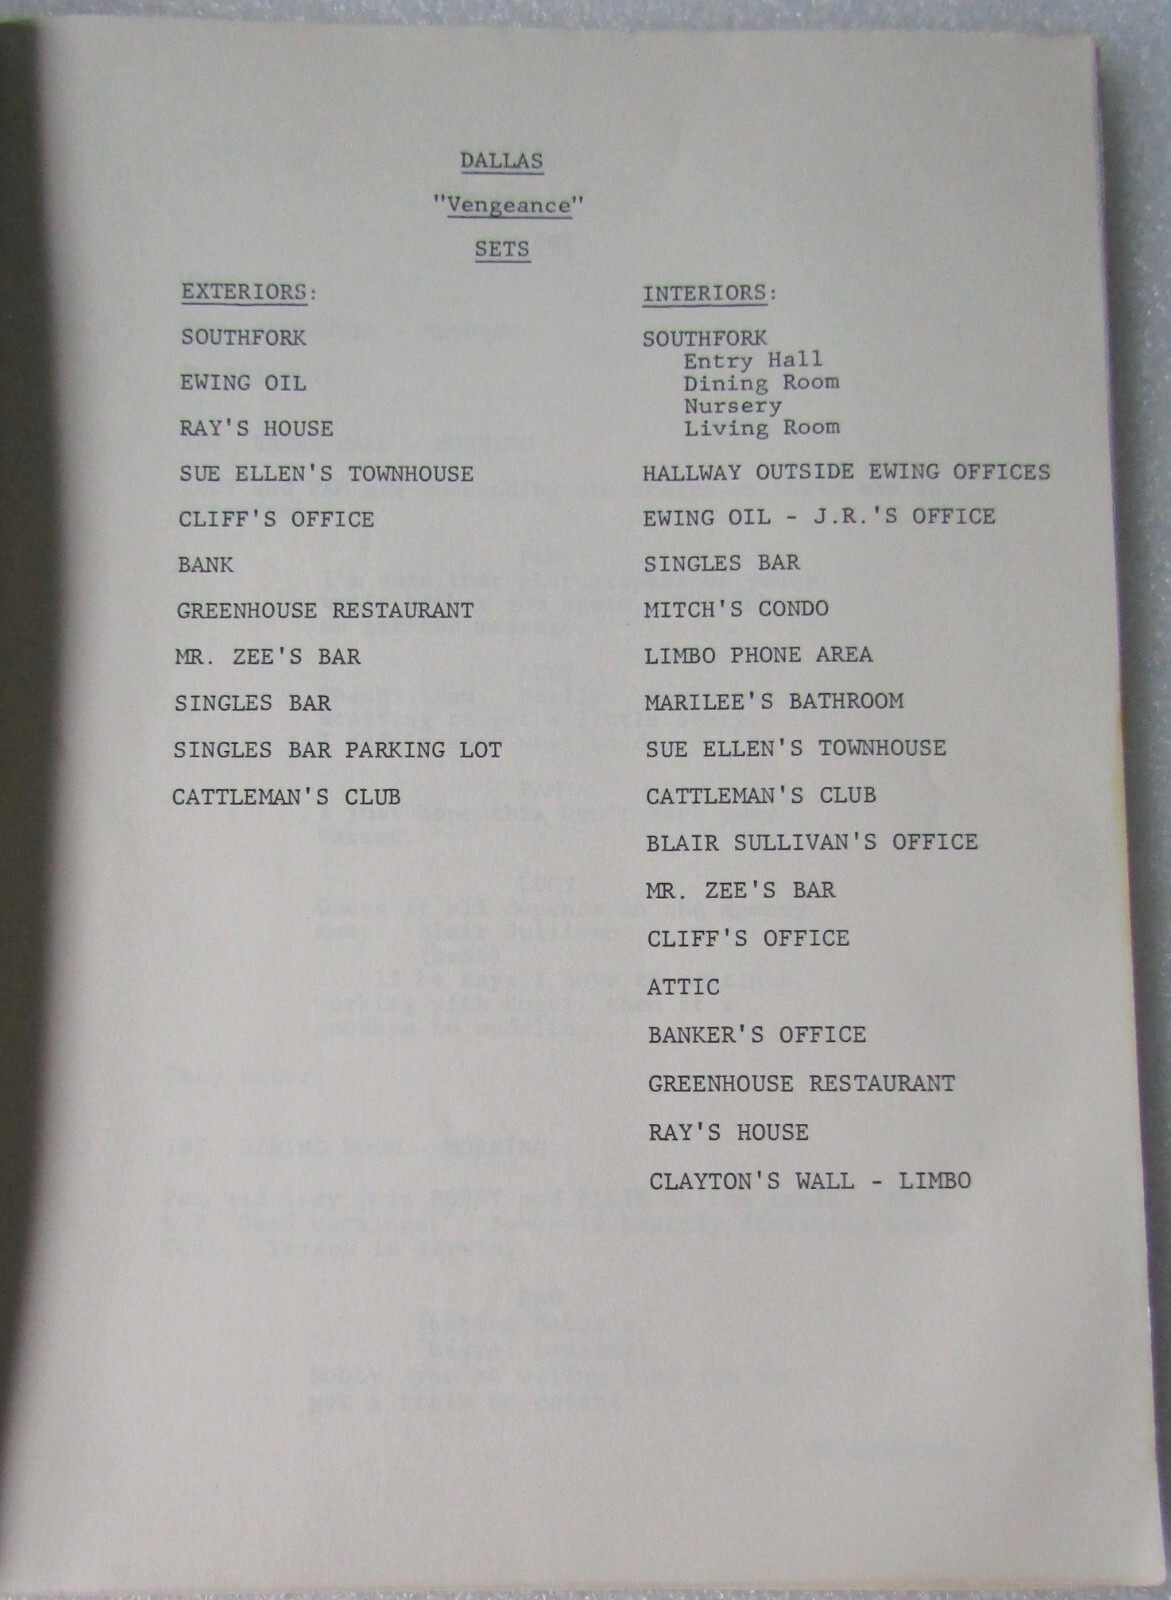 DALLAS
"Vengeance"
SETS
EXTERIORS:
SOUTHFORK
EWING OIL
RAY'S HOUSE
SUE ELLEN'S TOWNHOUSE
CLIFF'S OFFICE
BANK
GREENHOUSE RESTAURANT
MR. ZEE'S BAR
SINGLES BAR
SINGLES BAR PARKING LOT
CATTLEMAN'S CLUB
INTERIORS:
SOUTHFORK
Entry Hall
Dining Room
Nursery
Living Room
HALLWAY OUTSIDE EWING OFFICES
EWING OIL - J.R.'S OFFICE
SINGLES BAR
MITCH'S CONDO
LIMBO PHONE AREA
MARILEE'S BATHROOM
SUE ELLEN'S TOWNHOUSE
CATTLEMAN'S CLUB
BLAIR SULLIVAN'S OFFICE
MR. ZEE'S BAR
CLIFF'S OFFICE
ATTIC
BANKER'S OFFICE
GREENHOUSE RESTAURANT
RAY'S HOUSE
CLAYTON'S WALL - LIMBO